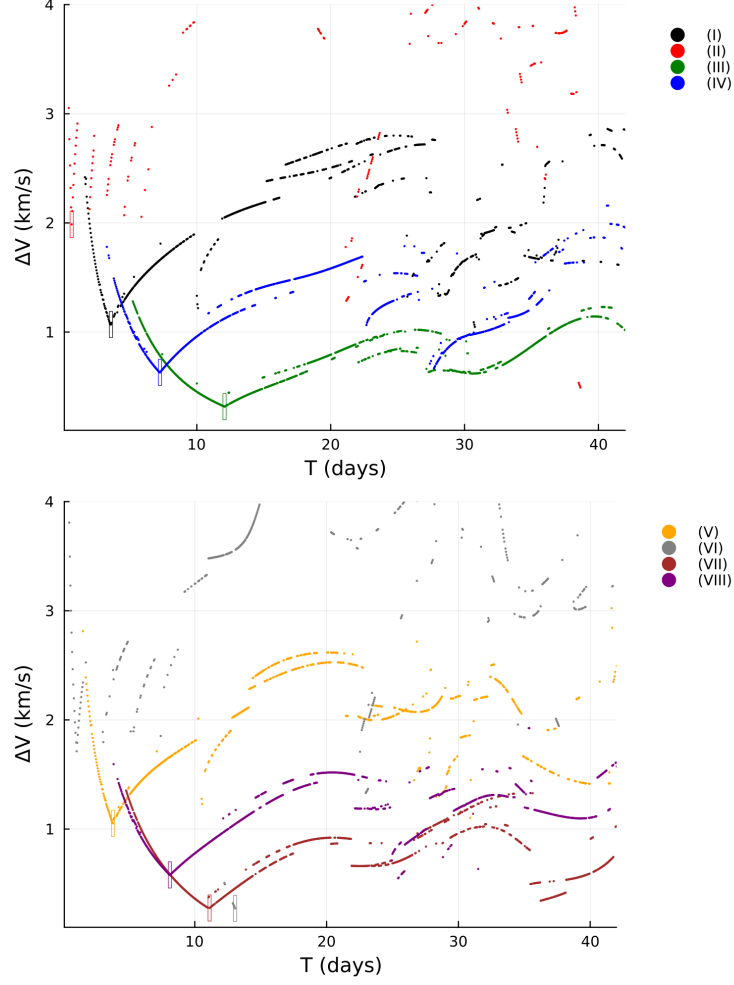 4
3
2
1
10
20
30
40
ΔV (km/s)
T (days)
(I)
(II)
(III)
(IV)
4
3
2
1
10
20
30
40
ΔV (km/s)
T (days)
(V)
(VI)
(VII)
(VIII)